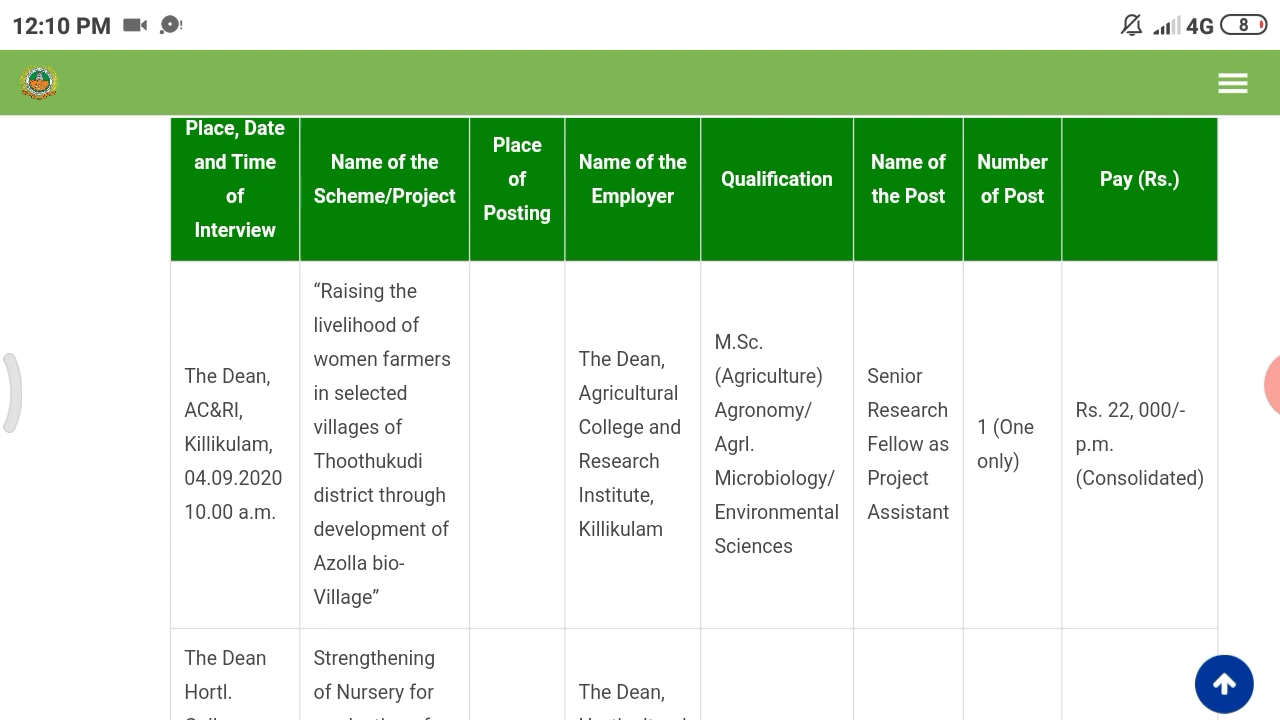 12:10 PM
4G
8
Place, Date
and Time
of
Interview
Name of the
Scheme/Project
Place
of
Posting
Name of the
Employer
Qualification
Name of
the Post
Number
of Post
Pay (Rs.)
The Dean,
AC&RI,
Killikulam,
04.09.2020
10.00 a.m.
“Raising the
livelihood of
women farmers
in selected
villages of
Thoothukudi
district through
development of
Azolla bio-
Village”
The Dean,
Agricultural
College and
Research
Institute,
Killikulam
M.Sc.
(Agriculture)
Agronomy/
Agrl.
Microbiology/
Environmental
Sciences
Senior
Research
Fellow as
Project
Assistant
1 (One
only)
Rs. 22, 000/-
p.m.
(Consolidated)
The Dean
Hortl.
Strengthening
of Nursery for
The Dean,